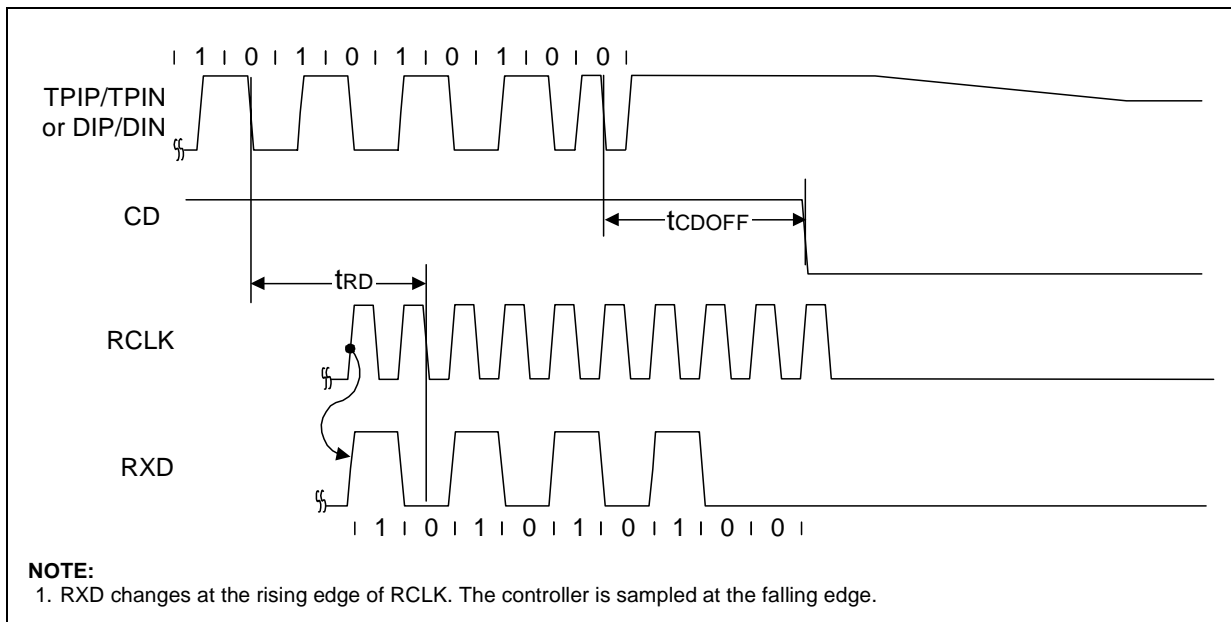 1 0 1 0 1 0 1 0 0
TPIP/TPIN
or DIP/DIN
CD
tCDOFF
tRD
RCLK
RXD
1 0 1 0 1 0 1 0 0
NOTE:
1. RXD changes at the rising edge of RCLK. The controller is sampled at the falling edge.